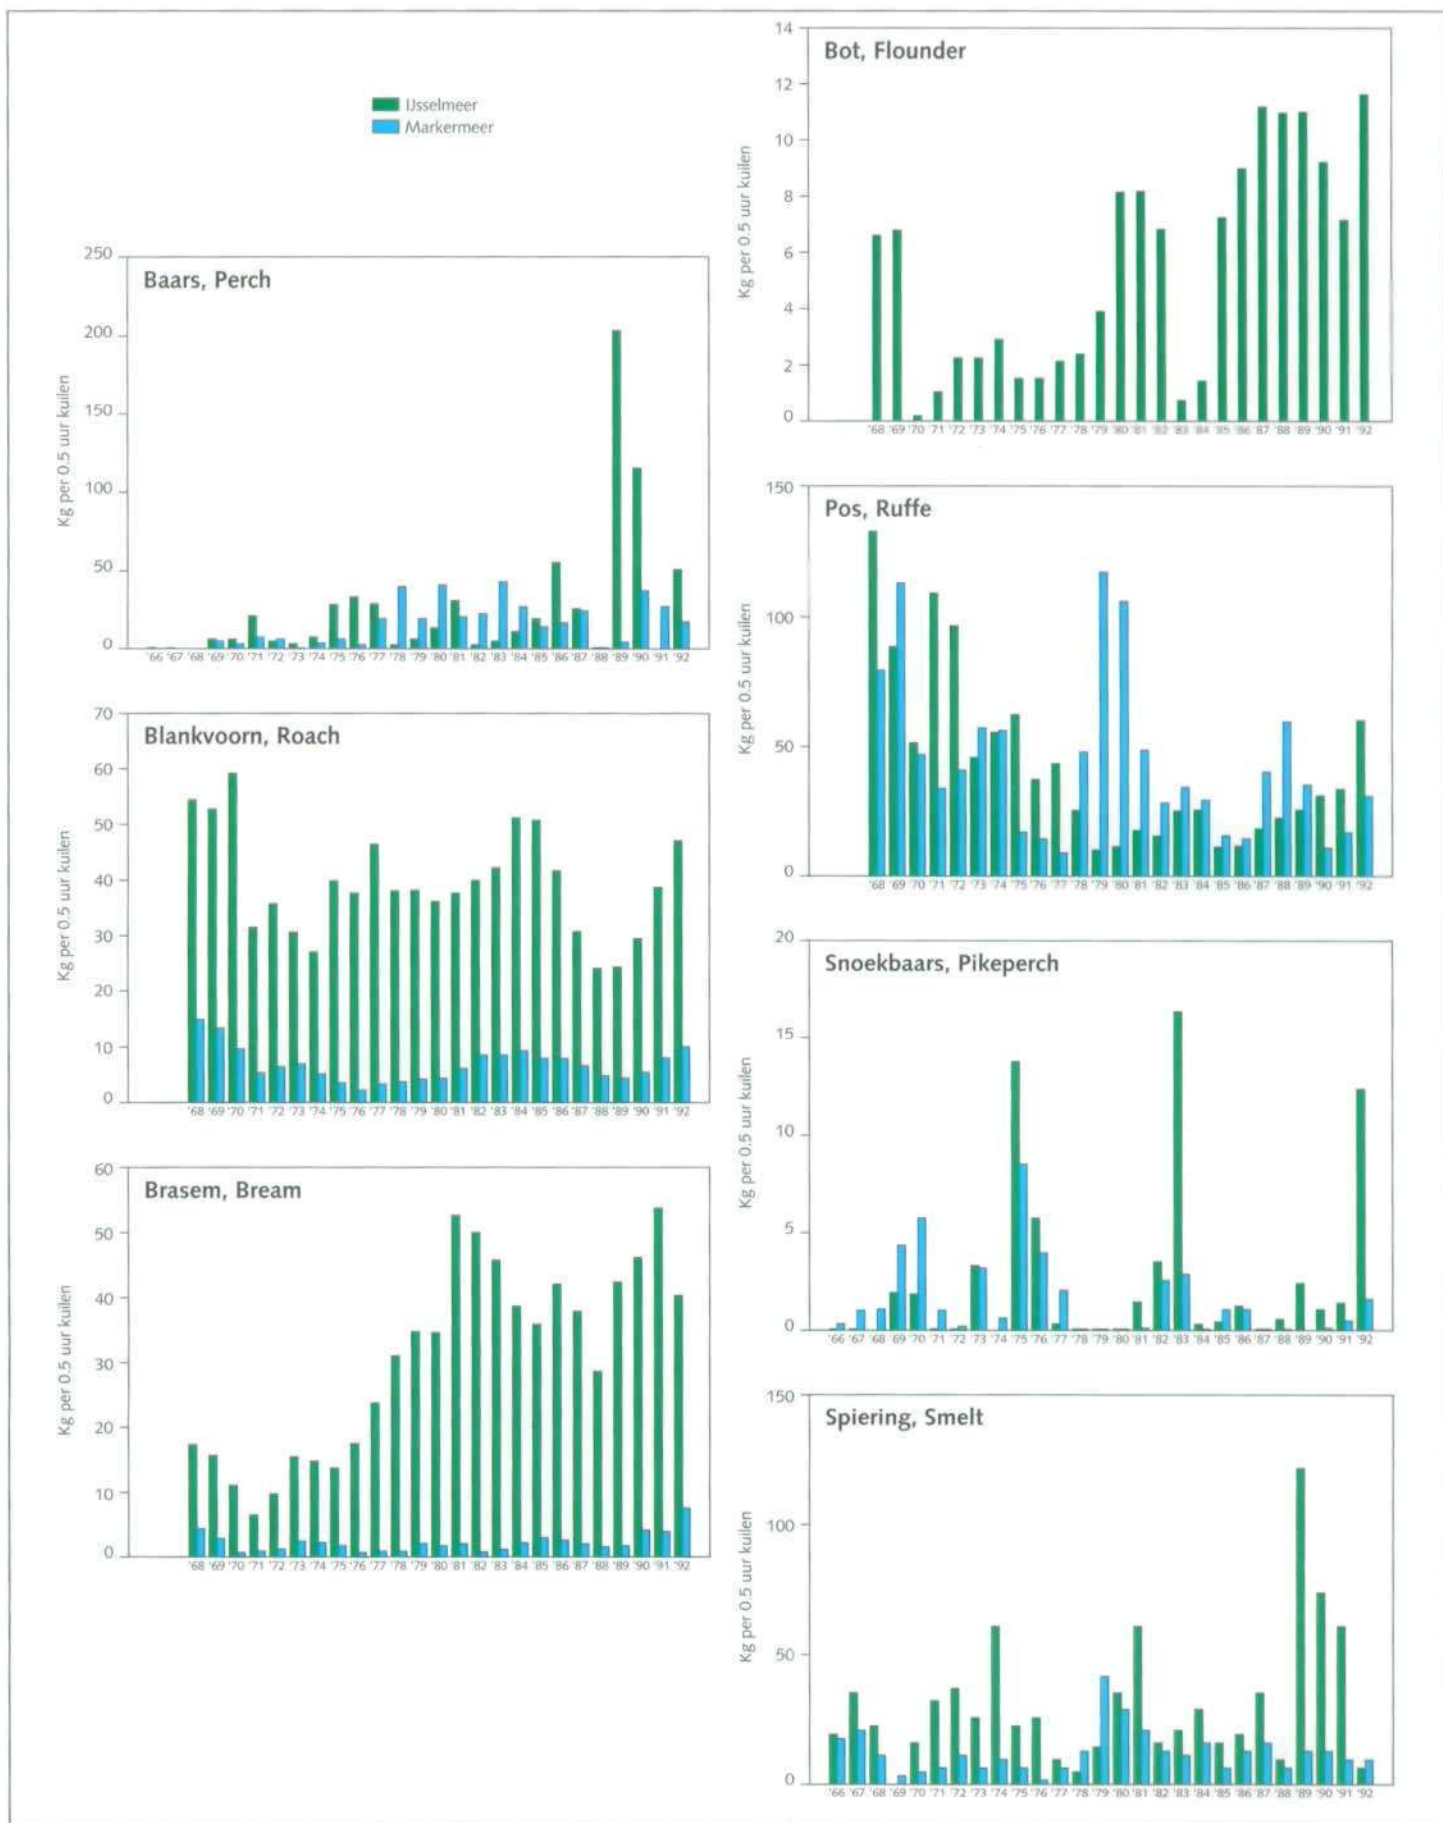 IJsselmeer
Markermeer
Baars, Perch
Kg per 0.5 uur kuilen
250
200
150
100
50
0
'66 '67 '68 '69 '70 '71 '72 '73 '74 '75 '76 '77 '78 '79 '80 '81 '82 '83 '84 '85 '86 '87 '88 '89 '90 '91 '92
Blankvoorn, Roach
Kg per 0.5 uur kuilen
70
60
50
40
30
20
10
0
'68 '69 '70 '71 '72 '73 '74 '75 '76 '77 '78 '79 '80 '81 '82 '83 '84 '85 '86 '87 '88 '89 '90 '91 '92
Brasem, Bream
Kg per 0.5 uur kuilen
60
50
40
30
20
10
0
'68 '69 '70 '71 '72 '73 '74 '75 '76 '77 '78 '79 '80 '81 '82 '83 '84 '85 '86 '87 '88 '89 '90 '91 '92
Bot, Flounder
Kg per 0.5 uur kuilen
14
12
10
8
6
4
2
0
'68 '69 '70 '71 '72 '73 '74 '75 '76 '77 '78 '79 '80 '81 '82 '83 '84 '85 '86 '87 '88 '89 '90 '91 '92
Pos, Ruffe
Kg per 0.5 uur kuilen
150
100
50
0
'68 '69 '70 '71 '72 '73 '74 '75 '76 '77 '78 '79 '80 '81 '82 '83 '84 '85 '86 '87 '88 '89 '90 '91 '92
Snoekbaars, Pikeperch
Kg per 0.5 uur kuilen
20
15
10
5
0
'66 '67 '68 '69 '70 '71 '72 '73 '74 '75 '76 '77 '78 '79 '80 '81 '82 '83 '84 '85 '86 '87 '88 '89 '90 '91 '92
Spiering, Smelt
Kg per 0.5 uur kuilen
150
100
50
0
'66 '67 '68 '69 '70 '71 '72 '73 '74 '75 '76 '77 '78 '79 '80 '81 '82 '83 '84 '85 '86 '87 '88 '89 '90 '91 '92